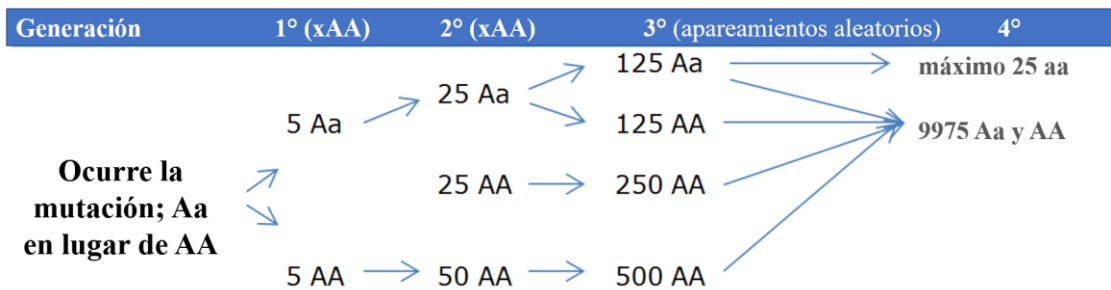 Generación 1° (xAA) 2° (xAA) 3° (apareamientos aleatorios) 4°
125 Aa máximo 25 aa
25 Aa
5 Aa 125 AA 9975 Aa y AA
Ocurre la
mutación; Aa
en lugar de AA
25 AA 250 AA
5 AA 50 AA 500 AA